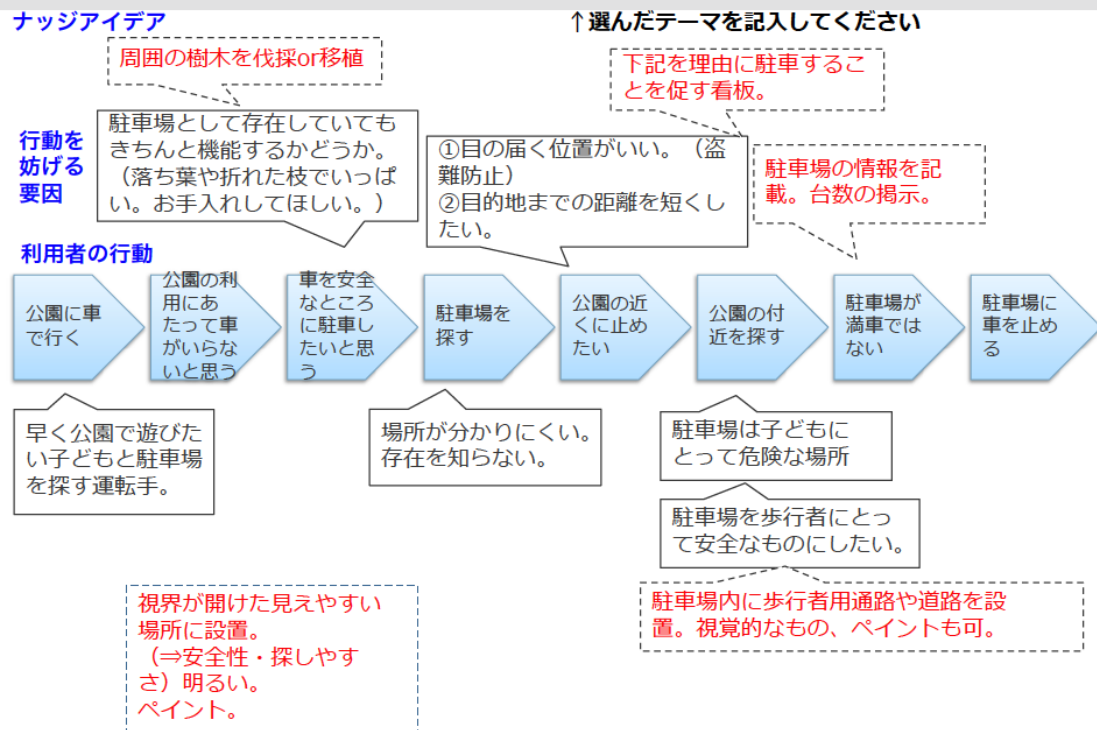 ナッジアイデア
↑選んだテーマを記入してください
周囲の樹木を伐採or移植
下記を理由に駐車するこ
とを促す看板。
行動を
妨げる
要因
駐車場として存在していても
きちんと機能するかどうか。
（落ち葉や折れた枝でいっぱ
い。お手入れしてほしい。）
①目の届く位置がいい。（盗
難防止）
②目的地までの距離を短くし
たい。
駐車場の情報を記
載。台数の掲示。
利用者の行動
公園に車
で行く
公園の利
用にあ
たって車
がいらな
いと思う
車を安全
なところ
に駐車し
たいと思
う
駐車場を
探す
公園の近
くに止め
たい
公園の付
近を探す
駐車場が
満車では
ない
駐車場に
車を止め
る
早く公園で遊びた
い子どもと駐車場
を探す運転手。
場所が分かりにくい。
存在を知らない。
駐車場は子どもに
とって危険な場所
駐車場を歩行者にとっ
て安全なものにしたい。
視界が開けた見えやすい
場所に設置。
（⇒安全性・探しやす
さ）明るい。
ペイント。
駐車場内に歩行者用通路や道路を設
置。視覚的なもの、ペイントも可。